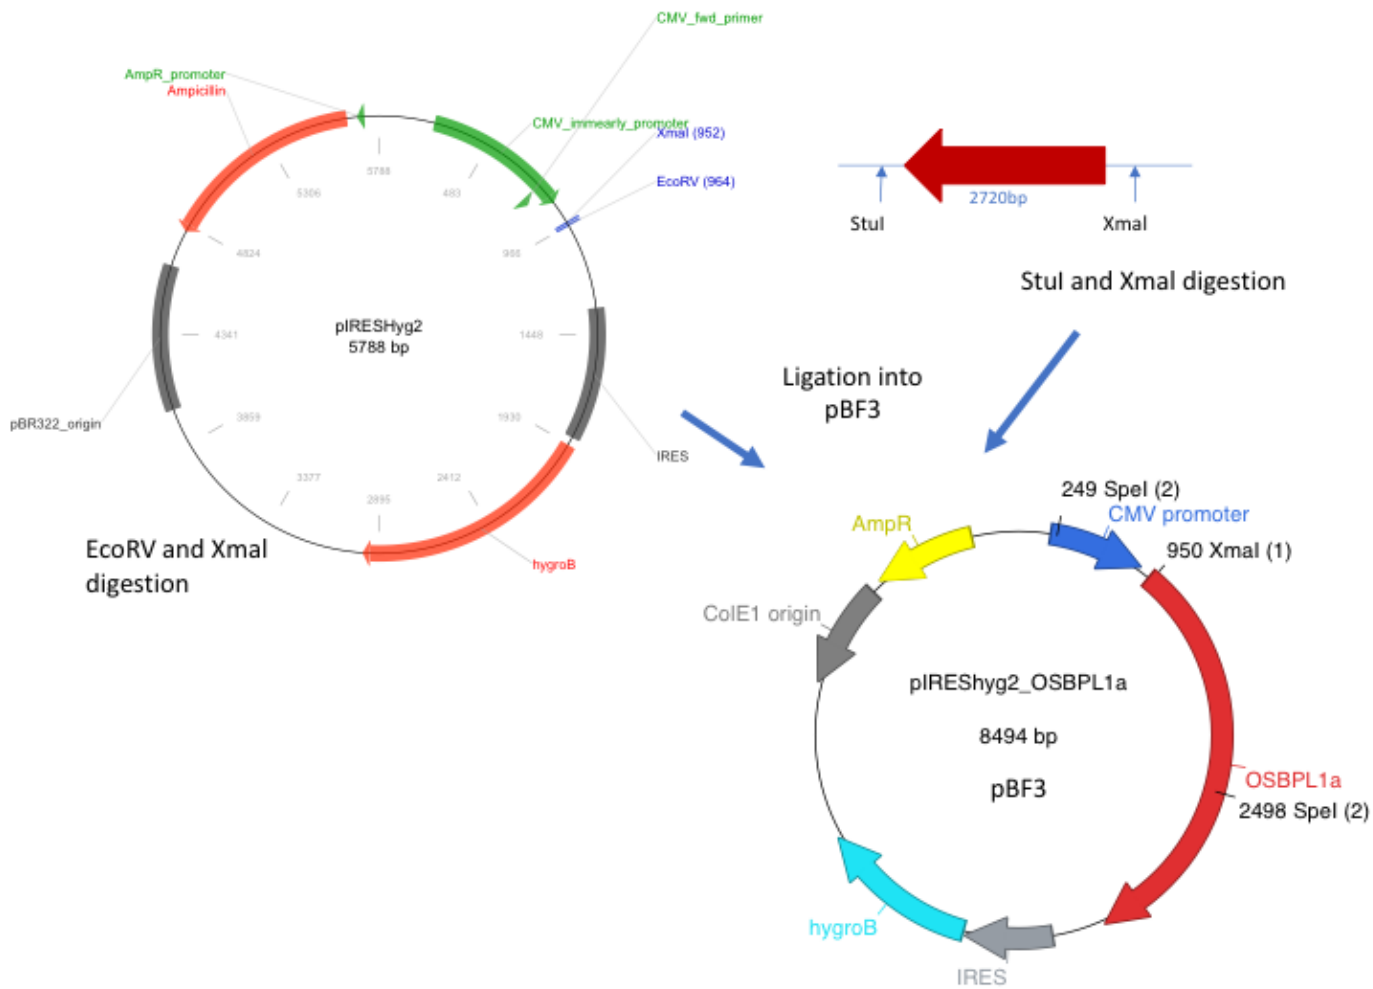 CMV_fwd_primer
AmpR_promoter
Ampicillin
CMV_immearly_promoter
XmaI (952)
EcoRV (964)
5788
483
5306
966
4824
pIRESHyg2
5788 bp
4341
1448
pBR322_origin
3859
1930
IRES
3377
2412
2895
hygroB
EcoRV and XmaI
digestion
2720bp
StuI
XmaI
StuI and XmaI digestion
Ligation into
pBF3
249 SpeI (2)
CMV promoter
AmpR
950 XmaI (1)
ColE1 origin
pIREShyg2_OSBPL1a
8494 bp
pBF3
OSBPL1a
2498 SpeI (2)
hygroB
IRES